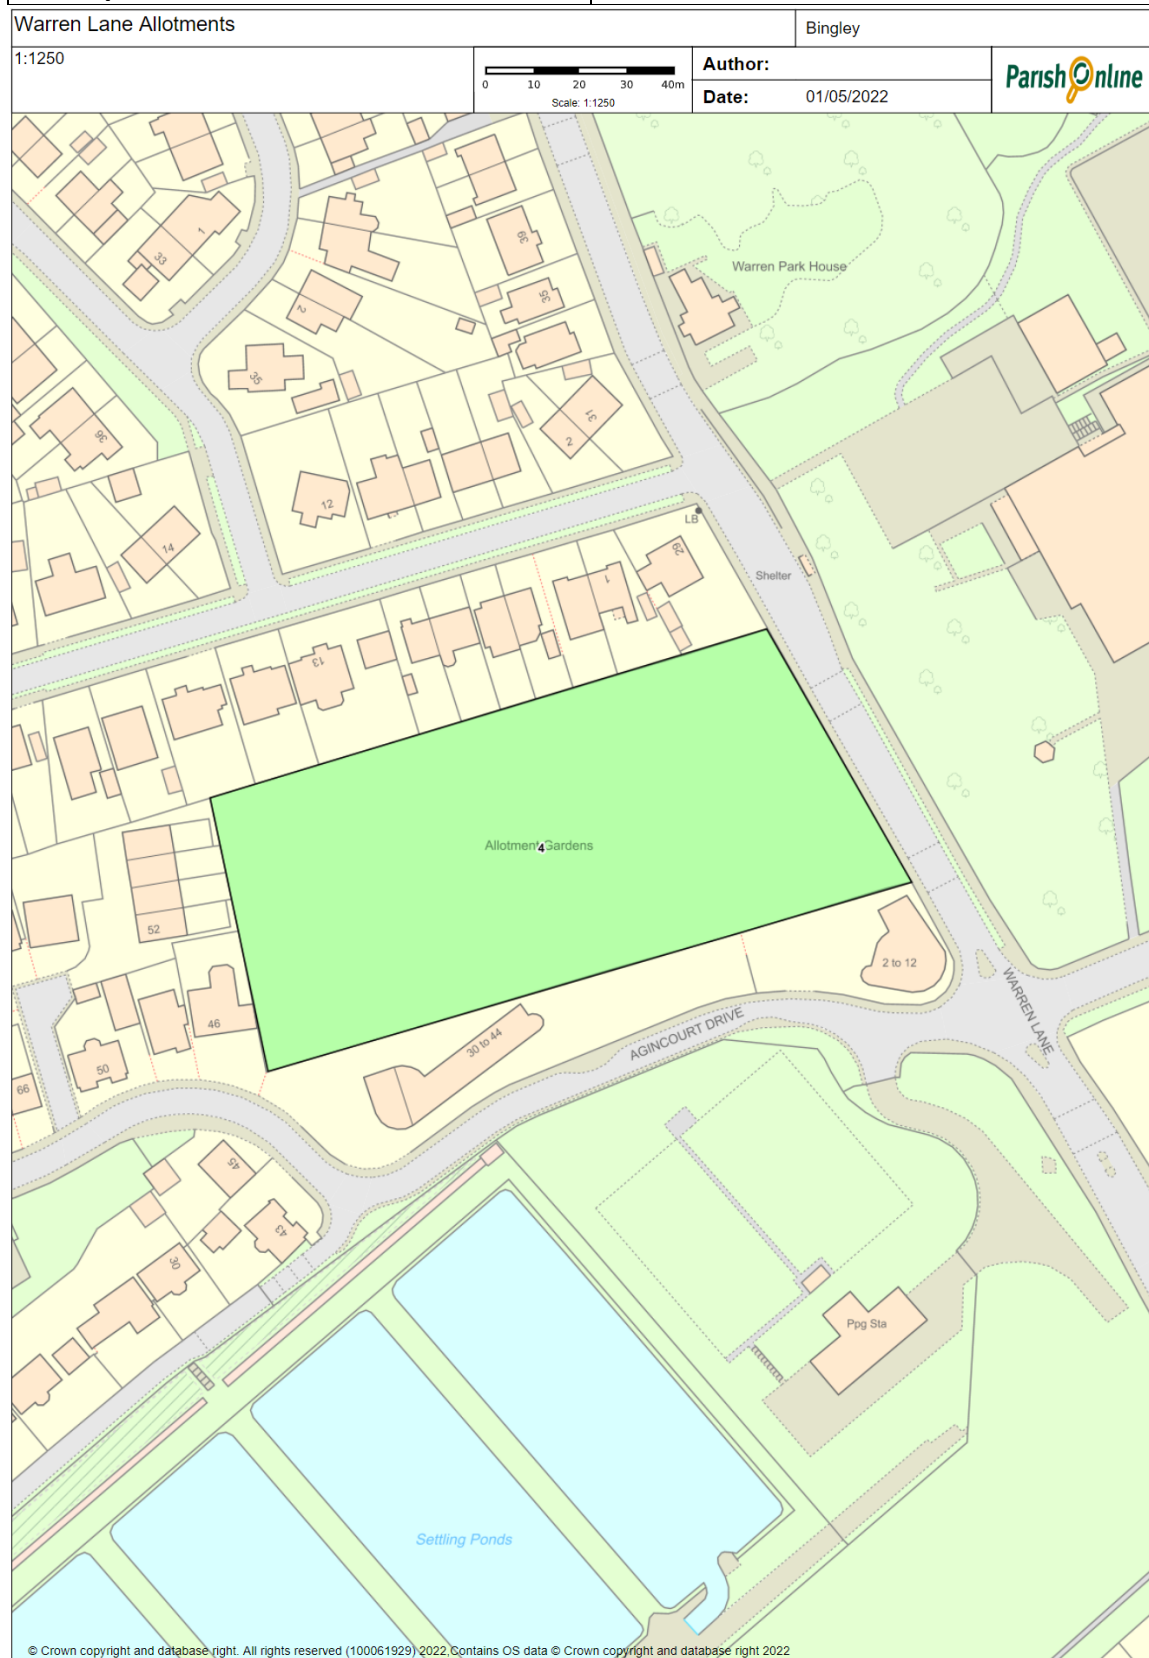 Warren Lane Allotments
Bingley
1:1250
0 10 20 30 40m
Scale: 1:1250
Author:
Date: 01/05/2022
Parish Online
1
33
39
2
35
Warren Park House
35
36
31
2
12
14
LB
29
Shelter
1
13
Allotment Gardens
4
52
2 to 12
46
30 to 44
WARREN LANE
AGINCOURT DRIVE
50
66
45
43
30
Ppg Sta
Settling Ponds
© Crown copyright and database right. All rights reserved (100061929) 2022,Contains OS data © Crown copyright and database right 2022